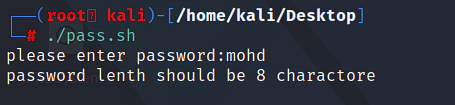 (root💀 kali)-[/home/kali/Desktop]
# ./pass.sh
please enter password:mohd
password lenth should be 8 charactore